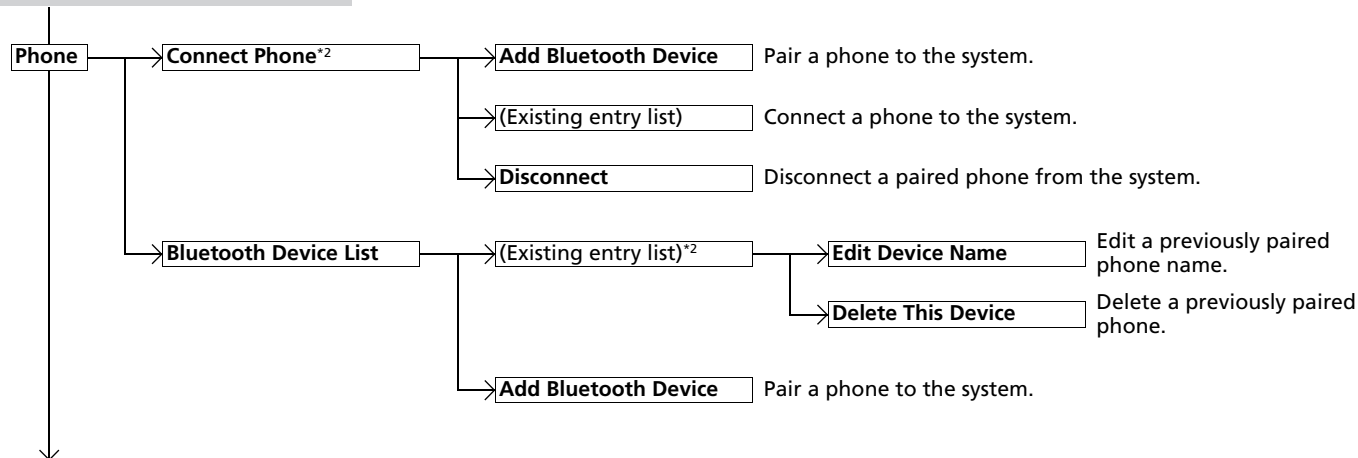 Phone
Connect Phone*2
Add Bluetooth Device
Pair a phone to the system.
(Existing entry list)
Connect a phone to the system.
Disconnect
Disconnect a paired phone from the system.
Bluetooth Device List
(Existing entry list)*2
Edit Device Name
Edit a previously paired
phone name.
Delete This Device
Delete a previously paired
phone.
Add Bluetooth Device
Pair a phone to the system.